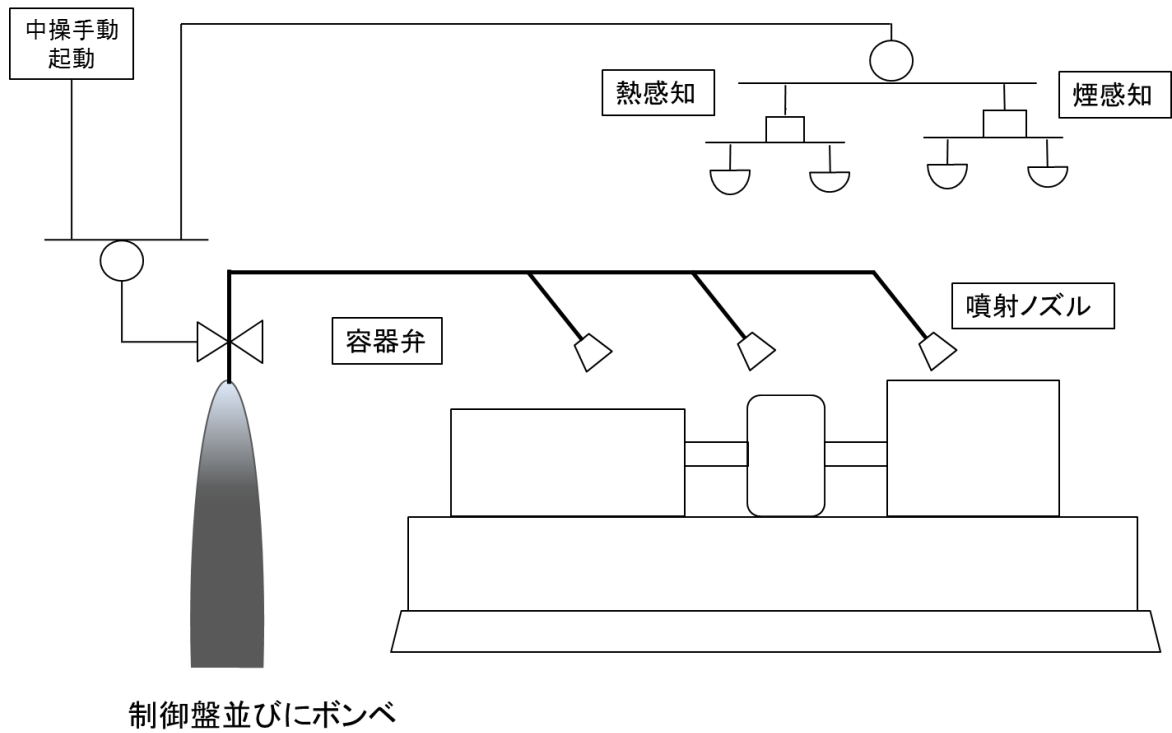 中操手動
起動
熱感知
煙感知
噴射ノズル
容器弁
制御盤並びにボンベ